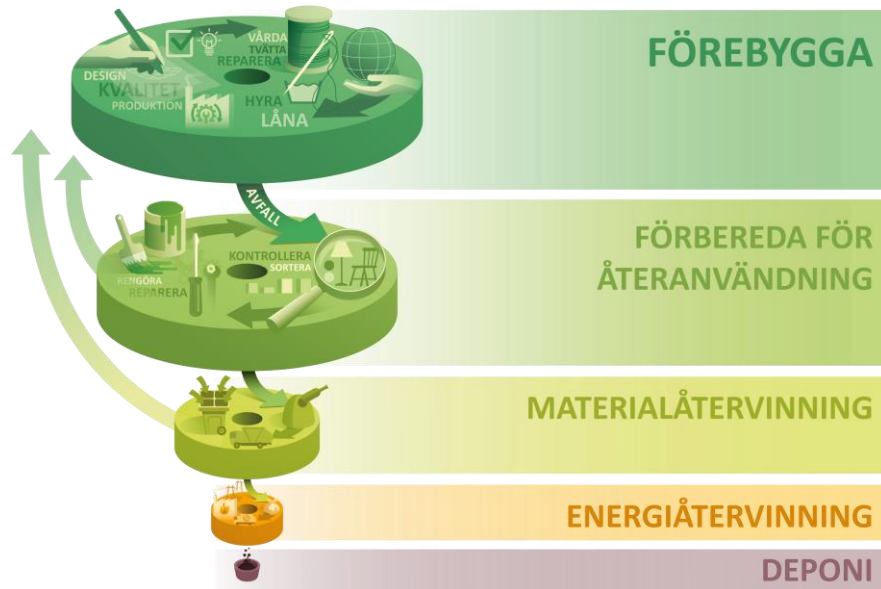 FÖREBYGGA
VÅRDA
TVÄTTA
REPARERA
DESIGN
KVALITET
PRODUKTION
HYRA
LÅNA
AVFALL
FÖRBEREDA FÖR
ÅTERANVÄNDNING
KONTROLLERA
SORTERA
RENGÖRA
REPARERA
MATERIALÅTERVINNING
ENERGIÅTERVINNING
DEPONI